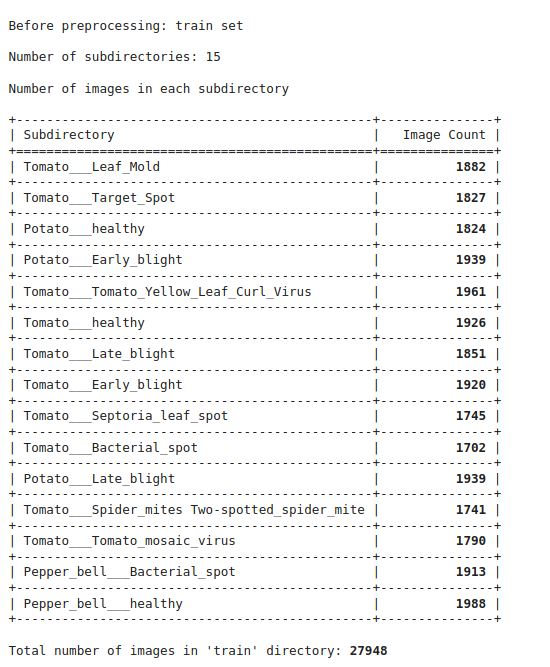 Before preprocessing: train set
Number of subdirectories: 15
Number of images in each subdirectory
+-----------------------------------------------+---------------+
| Subdirectory                                  |   Image Count |
+===============================================+===============+
| Tomato___Leaf_Mold                            |          1882 |
+-----------------------------------------------+---------------+
| Tomato___Target_Spot                          |          1827 |
+-----------------------------------------------+---------------+
| Potato___healthy                              |          1824 |
+-----------------------------------------------+---------------+
| Potato___Early_blight                         |          1939 |
+-----------------------------------------------+---------------+
| Tomato___Tomato_Yellow_Leaf_Curl_Virus        |          1961 |
+-----------------------------------------------+---------------+
| Tomato___healthy                              |          1926 |
+-----------------------------------------------+---------------+
| Tomato___Late_blight                          |          1851 |
+-----------------------------------------------+---------------+
| Tomato___Early_blight                         |          1920 |
+-----------------------------------------------+---------------+
| Tomato___Septoria_leaf_spot                   |          1745 |
+-----------------------------------------------+---------------+
| Tomato___Bacterial_spot                       |          1702 |
+-----------------------------------------------+---------------+
| Potato___Late_blight                          |          1939 |
+-----------------------------------------------+---------------+
| Tomato___Spider_mites Two-spotted_spider_mite |          1741 |
+-----------------------------------------------+---------------+
| Tomato___Tomato_mosaic_virus                  |          1790 |
+-----------------------------------------------+---------------+
| Pepper_bell___Bacterial_spot                  |          1913 |
+-----------------------------------------------+---------------+
| Pepper_bell___healthy                         |          1988 |
+-----------------------------------------------+---------------+
Total number of images in 'train' directory: 27948